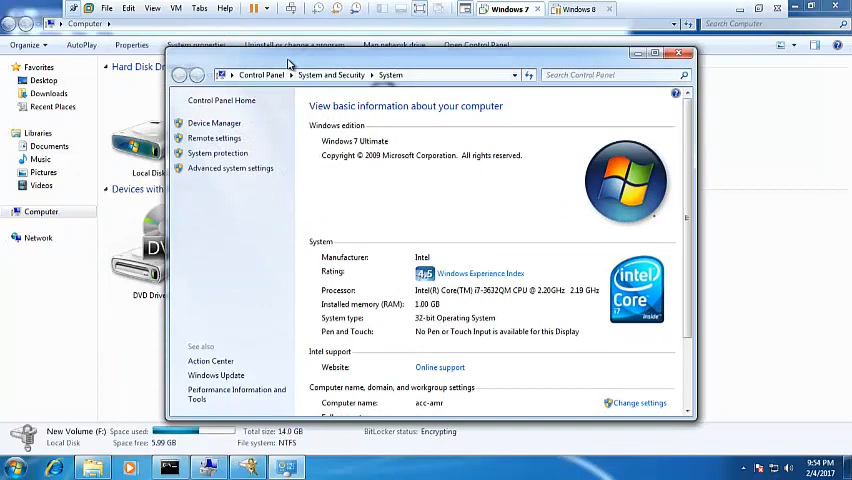 File Edit View VM Tabs Help Windows 7 Windows 8
Computer Search Computer
Organize AutoPlay Properties System properties Uninstall or change a program Map network drive Open Control Panel
Favorites
Desktop
Downloads
Recent Places
Libraries
Documents
Music
Pictures
Videos
Computer
Network
Hard Disk Dri
Local Dis
Devices with
DV
DVD Drive
Control Panel System and Security System Search Control Panel
Control Panel Home
Device Manager
Remote settings
System protection
Advanced system settings
See also
Action Center
Windows Update
Performance Information and
Tools
View basic information about your computer
Windows edition
Windows 7 Ultimate
Copyright © 2009 Microsoft Corporation. All rights reserved.
System
Manufacturer: Intel
Rating: 4,5 Windows Experience Index
Processor: Intel(R) Core(TM) i7-3632QM CPU @ 2.20GHz 2.19 GHz
Installed memory (RAM): 1.00 GB
System type: 32-bit Operating System
Pen and Touch: No Pen or Touch Input is available for this Display
intel
Core
i7
inside
Intel support
Website: Online support
Computer name, domain, and workgroup settings
Computer name: acc-amr Change settings
New Volume (F:) Space used: Total size: 14.0 GB BitLocker status: Encrypting
Local Disk Space free: 5.99 GB File system: NTFS
9:54 PM
2/4/2017